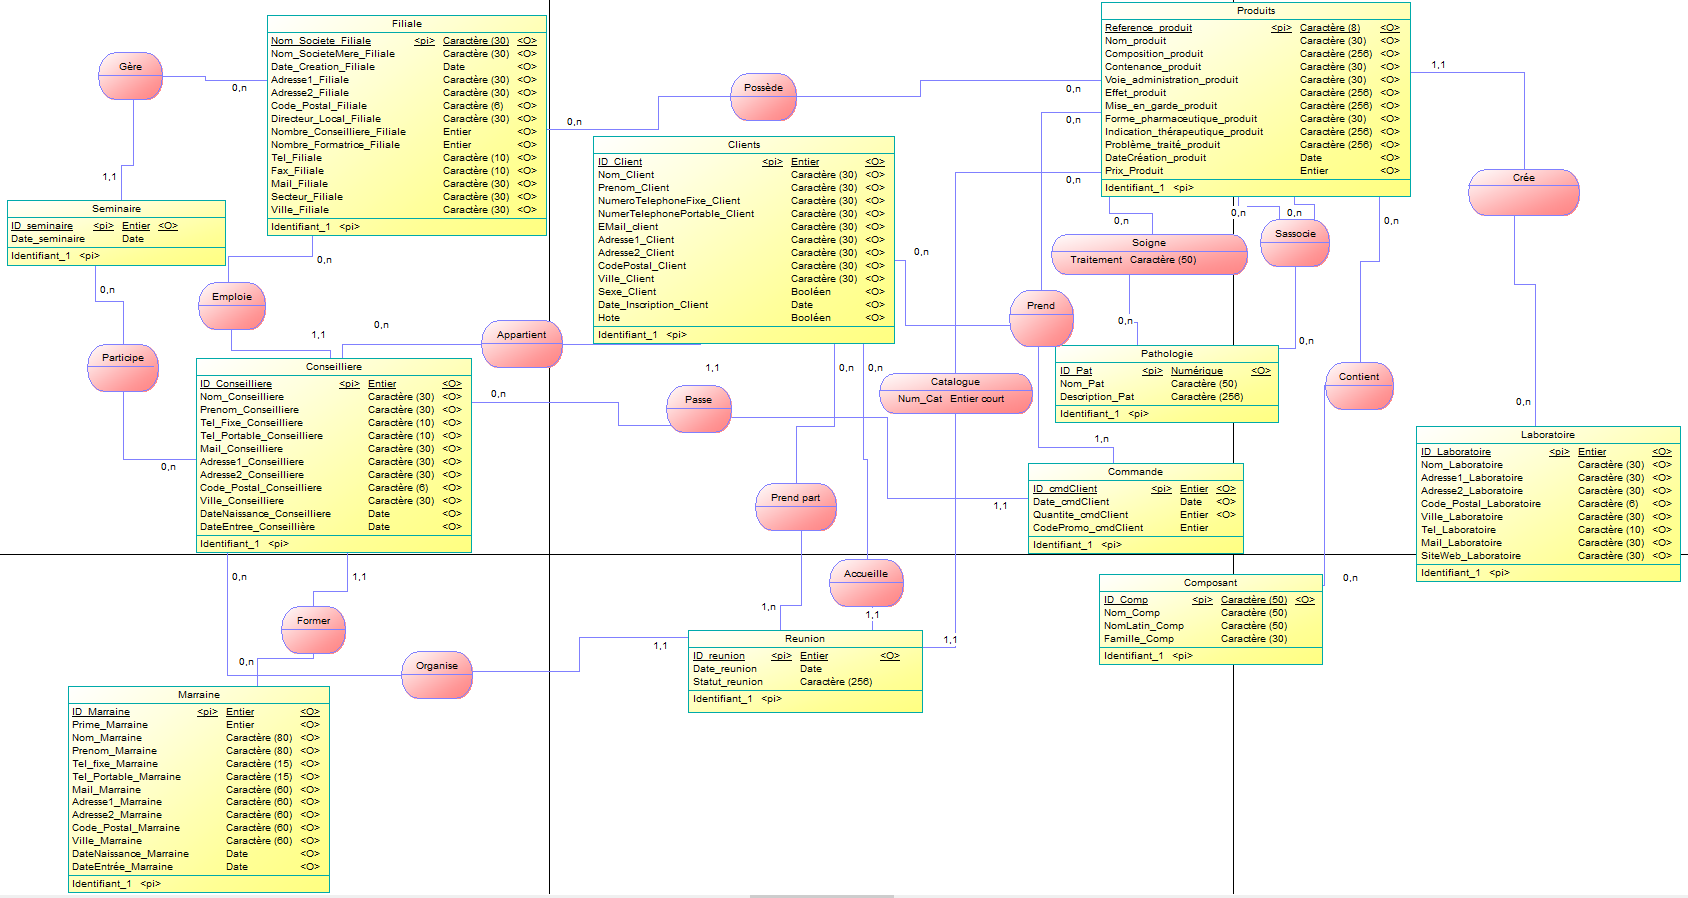 Filiale
Nom_Societe_Filiale <pi> Caractère (30) <O>
Nom_SocieteMere_Filiale Caractère (30) <O>
Date_Creation_Filiale Date <O>
Adresse1_Filiale Caractère (30) <O>
Adresse2_Filiale Caractère (30) <O>
Code_Postal_Filiale Caractère (6) <O>
Directeur_Local_Filiale Caractère (30) <O>
Nombre_Conseilliere_Filiale Entier <O>
Nombre_Formatrice_Filiale Entier <O>
Tel_Filiale Caractère (10) <O>
Fax_Filiale Caractère (10) <O>
Mail_Filiale Caractère (30) <O>
Secteur_Filiale Caractère (30) <O>
Ville_Filiale Caractère (30) <O>
Identifiant_1 <pi>
Gère
0,n
1,1
Possède
0,n
0,n
Produits
Reference_produit <pi> Caractère (8) <O>
Nom_produit Caractère (30) <O>
Composition_produit Caractère (256) <O>
Contenance_produit Caractère (30) <O>
Voie_administration_produit Caractère (30) <O>
Effet_produit Caractère (256) <O>
Mise_en_garde_produit Caractère (256) <O>
Forme_pharmaceutique_produit Caractère (30) <O>
Indication_thérapeutique_produit Caractère (256) <O>
Problème_traité_produit Caractère (256) <O>
DateCréation_produit Date <O>
Prix_Produit Entier <O>
Identifiant_1 <pi>
1,1
Crée
0,n
0,n
0,n
Clients
ID_Client <pi> Entier <O>
Nom_Client Caractère (30) <O>
Prenom_Client Caractère (30) <O>
NumeroTelephoneFixe_Client Caractère (30) <O>
NumerTelephonePortable_Client Caractère (30) <O>
EMail_client Caractère (30) <O>
Adresse1_Client Caractère (30) <O>
Adresse2_Client Caractère (30) <O>
CodePostal_Client Caractère (30) <O>
Ville_Client Caractère (30) <O>
Sexe_Client Booléen <O>
Date_Inscription_Client Date <O>
Hote Booléen <O>
Identifiant_1 <pi>
Seminaire
ID_seminaire <pi> Entier <O>
Date_seminaire Date
Identifiant_1 <pi>
0,n
Participe
0,n
0,n
Emploie
1,1
0,n
Appartient
1,1
0,n
Passe
1,1
0,n
Prend
1,n
0,n
Soigne
Traitement Caractère (50)
0,n
0,n
0,n
Sassocie
0,n
0,n
Contient
0,n
Pathologie
ID_Pat <pi> Numérique <O>
Nom_Pat Caractère (50)
Description_Pat Caractère (256)
Identifiant_1 <pi>
Conseilliere
ID_Conseilliere <pi> Entier <O>
Nom_Conseilliere Caractère (30) <O>
Prenom_Conseilliere Caractère (30) <O>
Tel_Fixe_Conseilliere Caractère (10) <O>
Tel_Portable_Conseilliere Caractère (10) <O>
Mail_Conseilliere Caractère (30) <O>
Adresse1_Conseilliere Caractère (30) <O>
Adresse2_Conseilliere Caractère (30) <O>
Code_Postal_Conseilliere Caractère (6) <O>
Ville_Conseilliere Caractère (30) <O>
DateNaissance_Conseilliere Date <O>
DateEntree_Conseillière Date <O>
Identifiant_1 <pi>
0,n
0,n
Catalogue
Num_Cat Entier court
1,1
Prend part
1,n
Accueille
1,1
Commande
ID_cmdClient <pi> Entier <O>
Date_cmdClient Date <O>
Quantite_cmdClient Entier <O>
CodePromo_cmdClient Entier
Identifiant_1 <pi>
Laboratoire
ID_Laboratoire <pi> Entier <O>
Nom_Laboratoire Caractère (30) <O>
Adresse1_Laboratoire Caractère (30) <O>
Adresse2_Laboratoire Caractère (30) <O>
Code_Postal_Laboratoire Caractère (6) <O>
Ville_Laboratoire Caractère (30) <O>
Tel_Laboratoire Caractère (10) <O>
Mail_Laboratoire Caractère (30) <O>
SiteWeb_Laboratoire Caractère (30) <O>
Identifiant_1 <pi>
Composant
ID_Comp <pi> Caractère (50) <O>
Nom_Comp Caractère (50)
NomLatin_Comp Caractère (50)
Famille_Comp Caractère (30)
Identifiant_1 <pi>
0,n
1,1
Former
0,n
Organise
1,1
Reunion
ID_reunion <pi> Entier <O>
Date_reunion Date
Statut_reunion Caractère (256)
Identifiant_1 <pi>
Marraine
ID_Marraine <pi> Entier <O>
Prime_Marraine Entier <O>
Nom_Marraine Caractère (80) <O>
Prenom_Marraine Caractère (80) <O>
Tel_fixe_Marraine Caractère (15) <O>
Tel_Portable_Marraine Caractère (15) <O>
Mail_Marraine Caractère (60) <O>
Adresse1_Marraine Caractère (60) <O>
Adresse2_Marraine Caractère (60) <O>
Code_Postal_Marraine Caractère (60) <O>
Ville_Marraine Caractère (60) <O>
DateNaissance_Marraine Date <O>
DateEntrée_Marraine Date <O>
Identifiant_1 <pi>